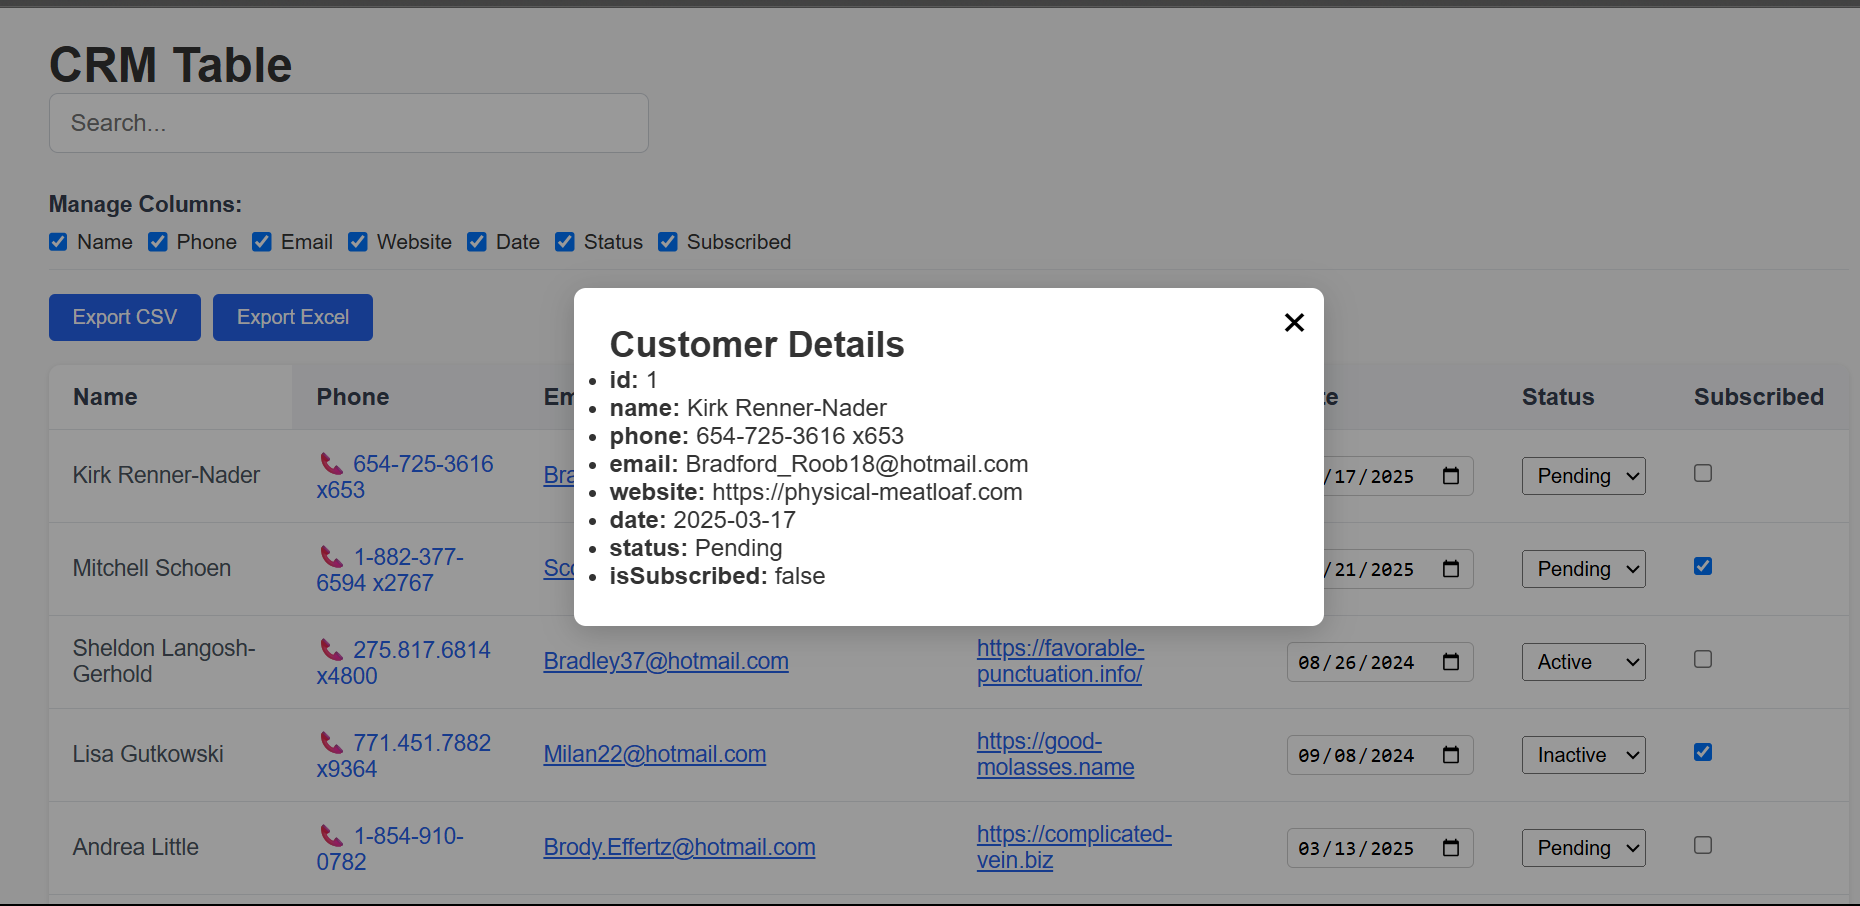 CRM Table
Search...
Manage Columns:
Name Phone Email Website Date Status Subscribed
Export CSV Export Excel
Customer Details
id: 1
name: Kirk Renner-Nader
phone: 654-725-3616 x653
email: Bradford_Roob18@hotmail.com
website: https://physical-meatloaf.com
date: 2025-03-17
status: Pending
isSubscribed: false
Name Phone Status Subscribed
Kirk Renner-Nader 654-725-3616 /17/2025 Pending
x653
Mitchell Schoen 1-882-377- /21/2025 Pending
6594 x2767
Sheldon Langosh- 275.817.6814 Bradley37@hotmail.com https://favorable- 08/26/2024 Active
Gerhold x4800 punctuation.info/
Lisa Gutkowski 771.451.7882 Milan22@hotmail.com https://good- 09/08/2024 Inactive
x9364 molasses.name
Andrea Little 1-854-910- Brody.Effertz@hotmail.com https://complicated- 03/13/2025 Pending
0782 vein.biz